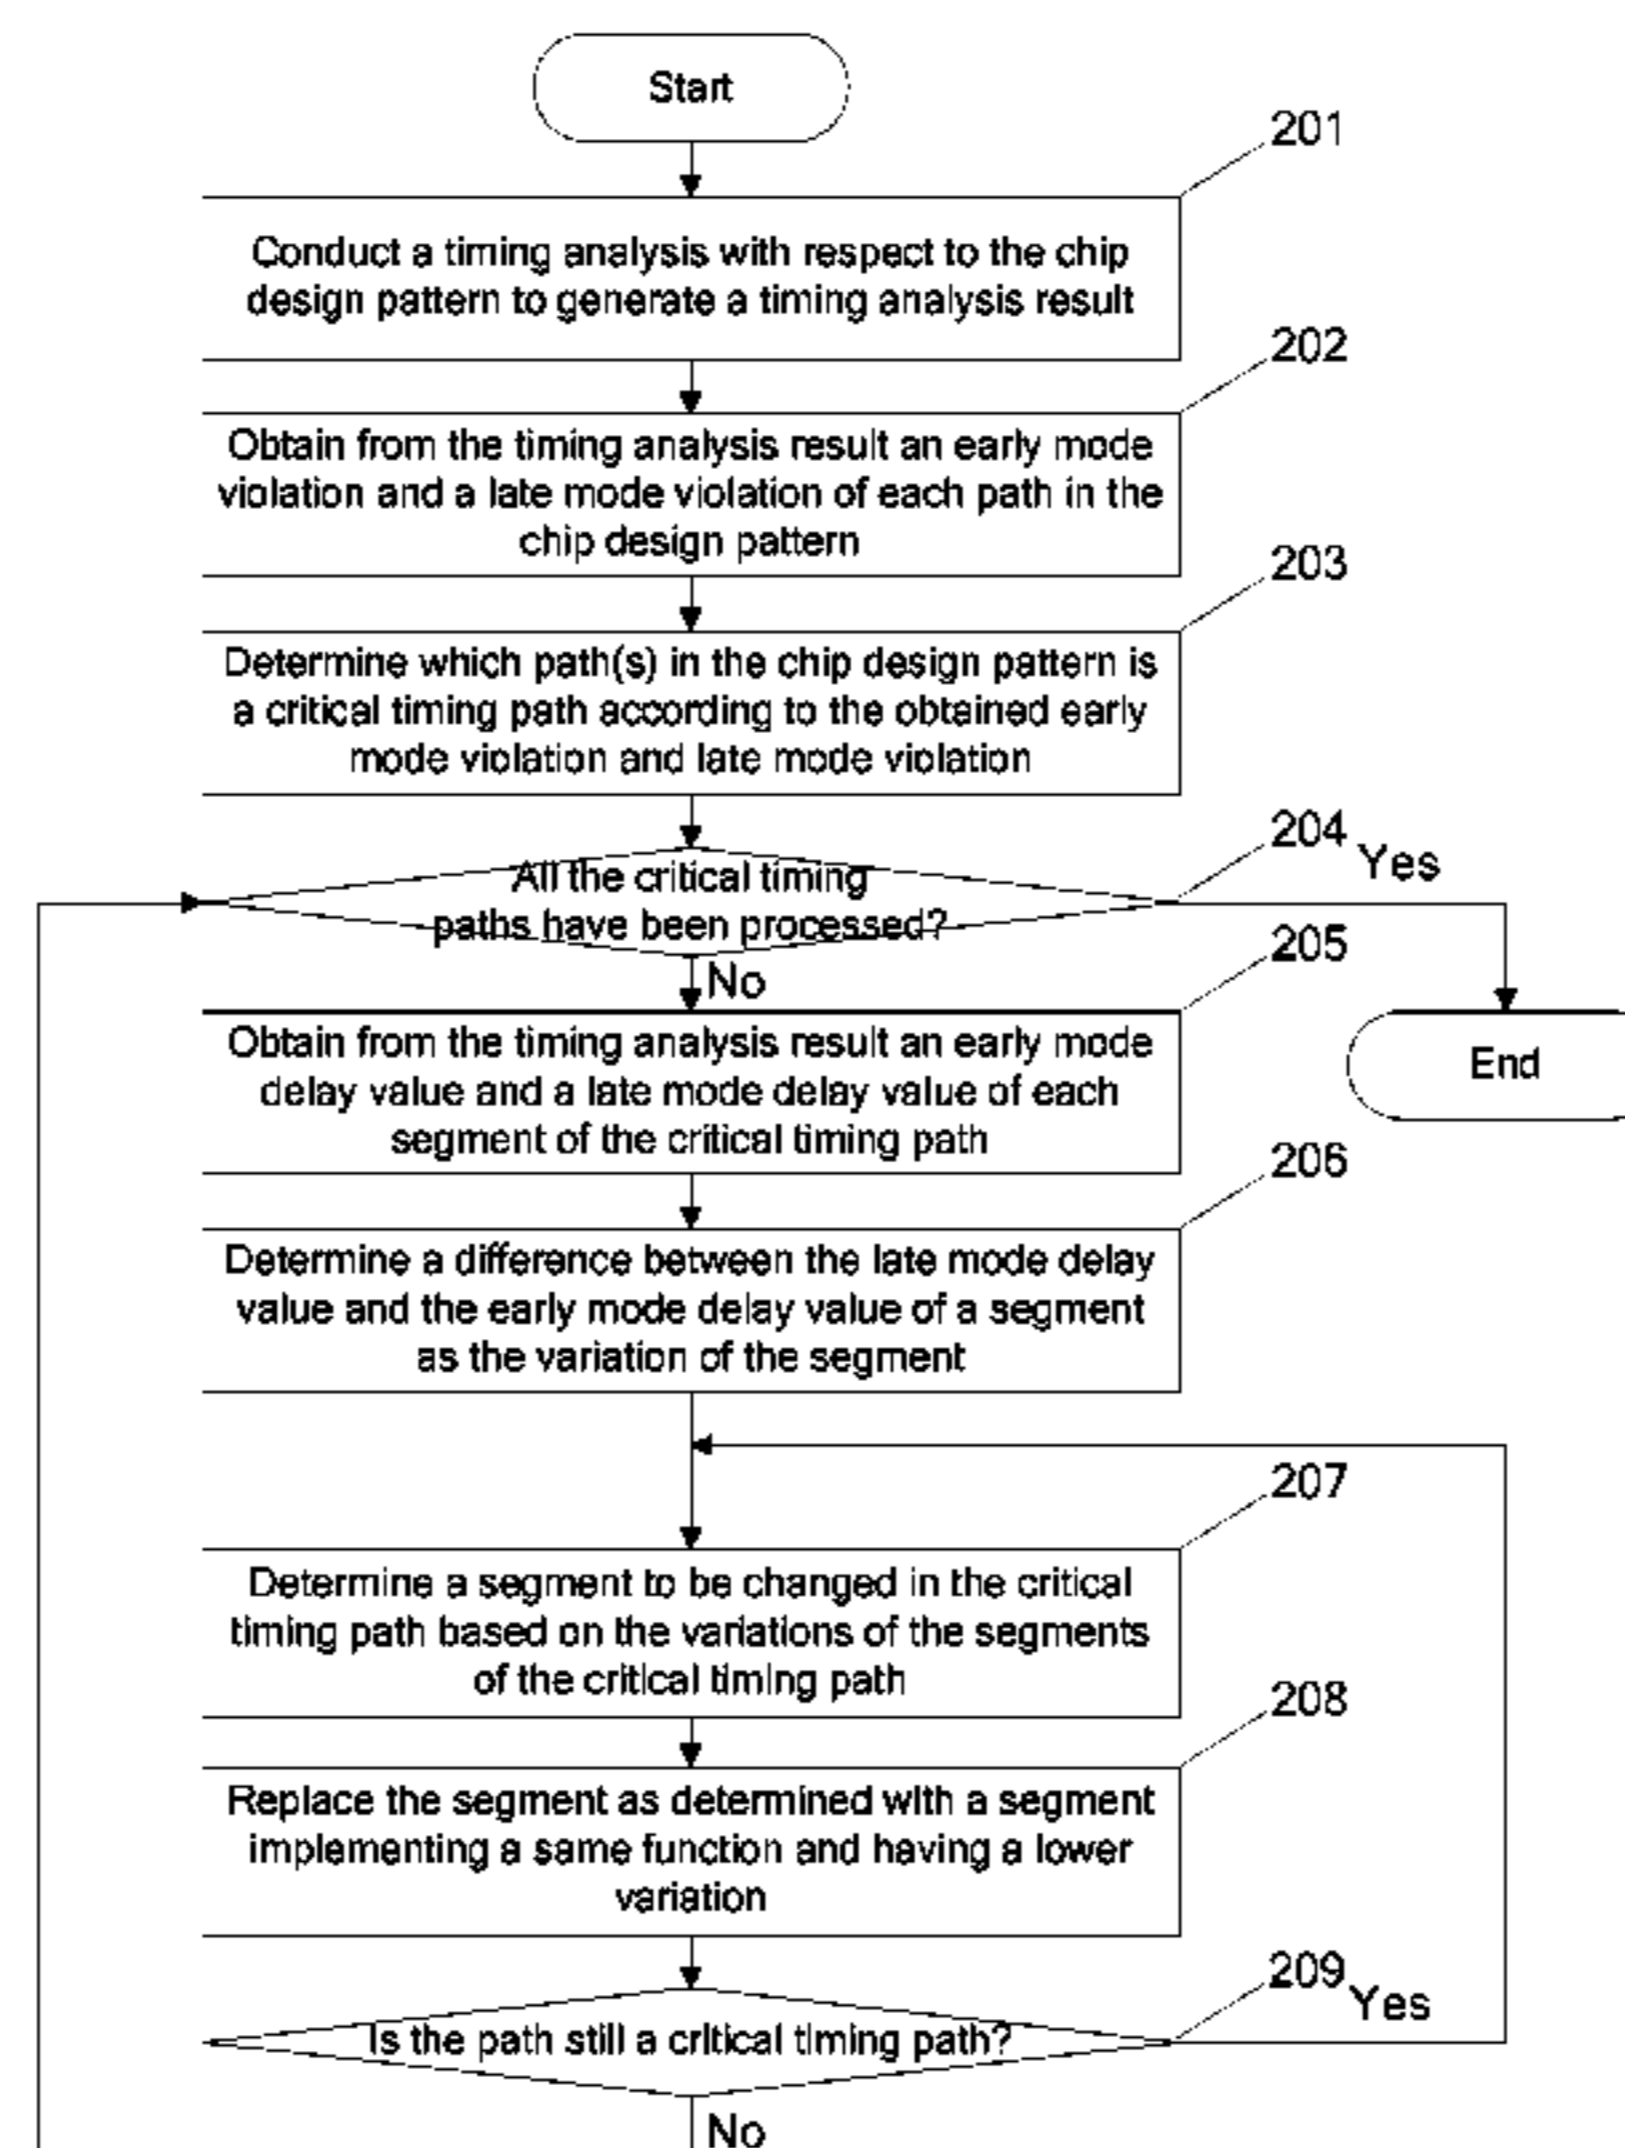 Start
201
Conduct a timing analysis with respect to the chip
design pattern to generate a timing analysis result
202
Obtain from the timing analysis result an early mode
violation and a late mode violation of each path in the
chip design pattern
203
Determine which path(s) in the chip design pattern is
a critical timing path according to the obtained early
mode violation and late mode violation
204
Yes
All the critical timing
paths have been processed?
No
205
Obtain from the timing analysis result an early mode
delay value and a late mode delay value of each
segment of the critical timing path
End
206
Determine a difference between the late mode delay
value and the early mode delay value of a segment
as the variation of the segment
207
Determine a segment to be changed in the critical
timing path based on the variations of the segments
of the critical timing path
208
Replace the segment as determined with a segment
implementing a same function and having a lower
variation
209
Yes
Is the path still a critical timing path?
No